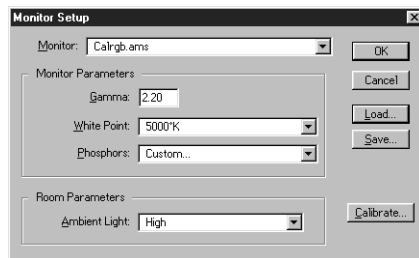 Monitor Setup
Monitor: Calrgb.ams
OK
Monitor Parameters
Cancel
Gamma: 2.20
Load...
White Point: 5000°K
Save...
Phosphors: Custom...
Room Parameters
Ambient Light: High
Calibrate...